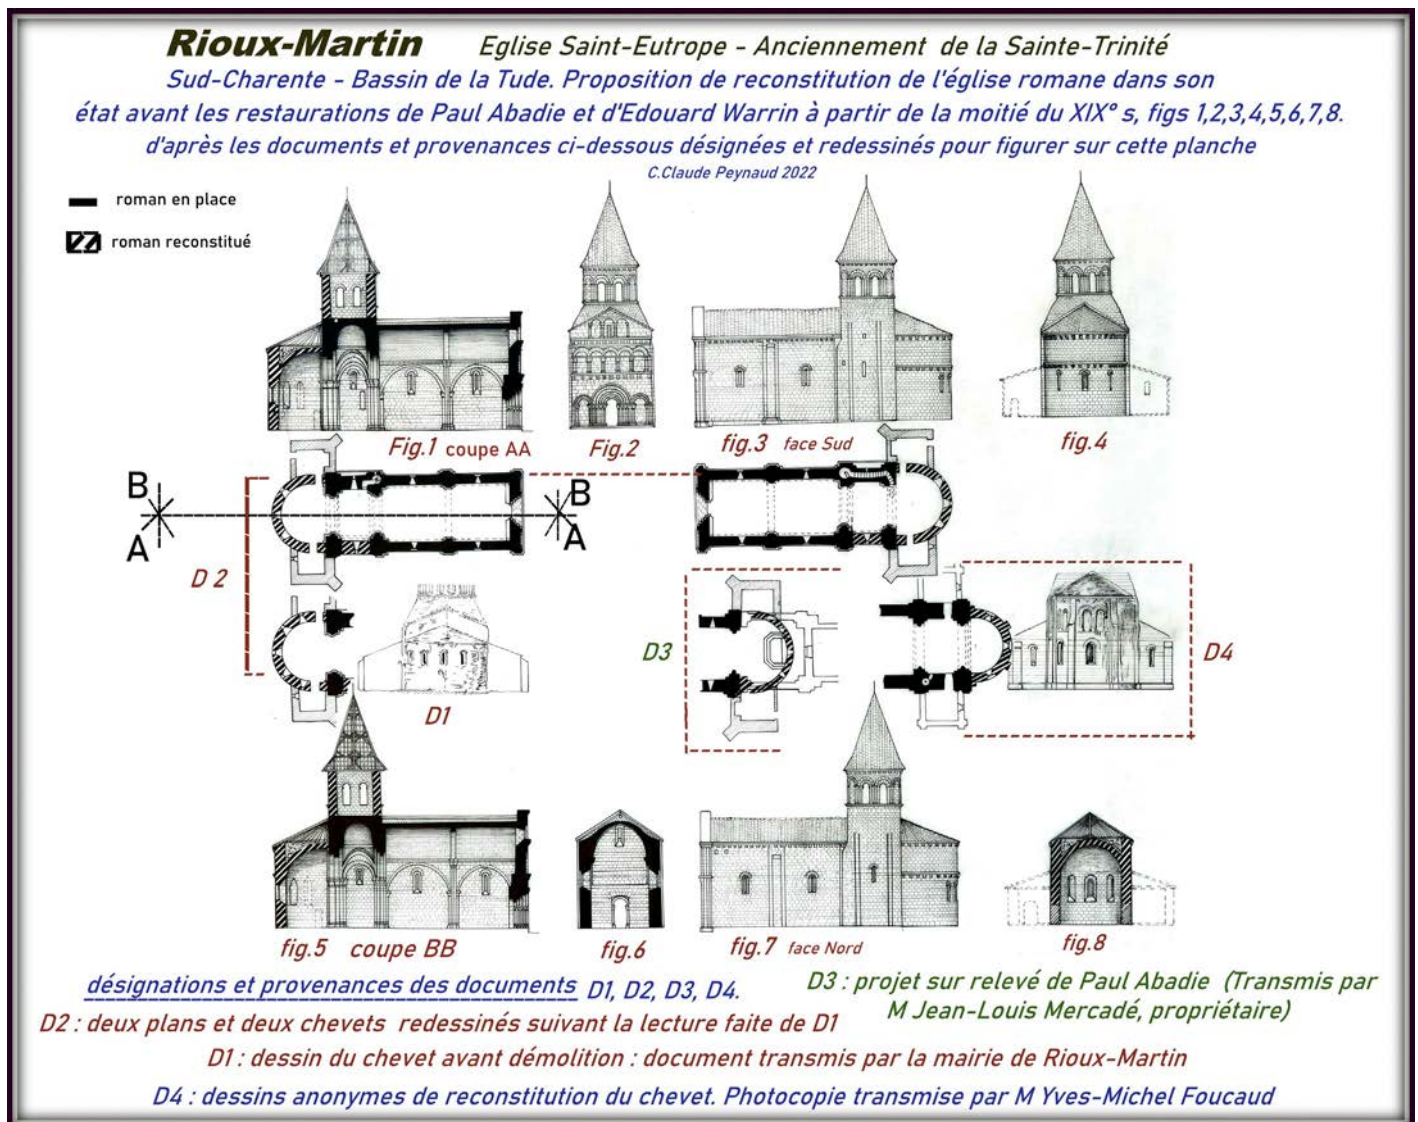 Rioux-Martin Eglise Saint-Eutrope - Anciennement de la Sainte-Trinité
Sud-Charente - Bassin de la Tude. Proposition de reconstitution de l'église romane dans son
état avant les restaurations de Paul Abadie et d'Edouard Warrin à partir de la moitié du XIX° s, figs 1,2,3,4,5,6,7,8.
d'après les documents et provenances ci-dessous désignées et redessinés pour figurer sur cette planche
C.Claude Peynaud 2022
roman en place
roman reconstitué
Fig.1 coupe AA
Fig.2
fig.3 face Sud
fig.4
B
B
A
A
D 2
D1
D3
D4
fig.5 coupe BB
fig.6
fig.7 face Nord
fig.8
désignations et provenances des documents D1, D2, D3, D4.
D3 : projet sur relevé de Paul Abadie (Transmis par
M Jean-Louis Mercadé, propriétaire)
D2 : deux plans et deux chevets redessinés suivant la lecture faite de D1
D1 : dessin du chevet avant démolition : document transmis par la mairie de Rioux-Martin
D4 : dessins anonymes de reconstitution du chevet. Photocopie transmise par M Yves-Michel Foucaud